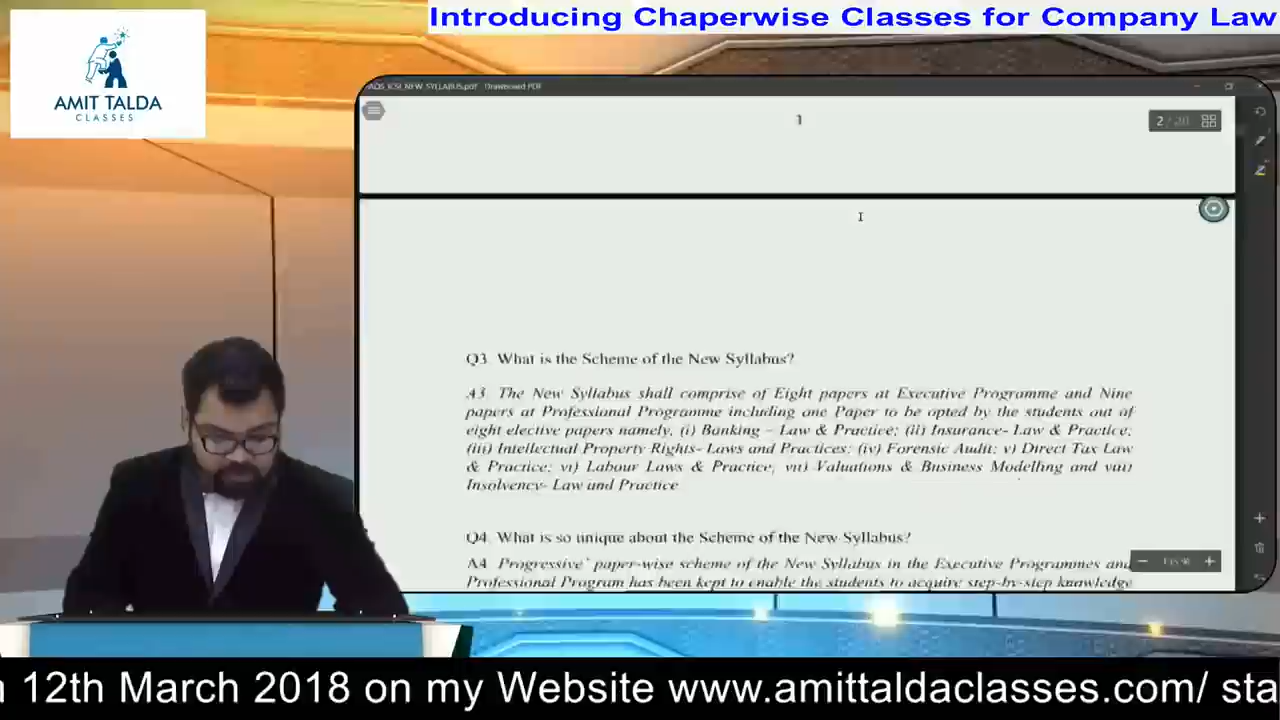 Introducing Chaperwise Classes for Company Law
AMIT TALDA
CLASSES
FAQS_ICSI_NEW_SYLLABUS.pdf - Drawboard PDF
1
2 / 20
Q3. What is the Scheme of the New Syllabus?
A3. The New Syllabus shall comprise of Eight papers at Executive Programme and Nine
papers at Professional Programme including one Paper to be opted by the students out of
eight elective papers namely, (i) Banking – Law & Practice; (ii) Insurance- Law & Practice;
(iii) Intellectual Property Rights- Laws and Practices; (iv) Forensic Audit; v) Direct Tax Law
& Practice; vi) Labour Laws & Practice; vii) Valuations & Business Modelling and viii)
Insolvency- Law and Practice
Q4. What is so unique about the Scheme of the New Syllabus?
A4. Progressive' paper-wise scheme of the New Syllabus in the Executive Programmes and
Professional Program has been kept to enable the students to acquire step-by-step knowledge
12th March 2018 on my Website www.amittaldaclasses.com/ sta